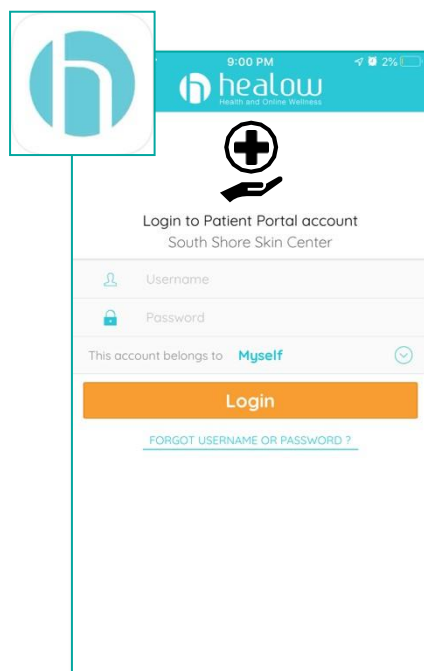 9:00 PM
2%
healow
Health and Online Wellness
Login to Patient Portal account
South Shore Skin Center
Username
Password
This account belongs to Myself
Login
FORGOT USERNAME OR PASSWORD ?